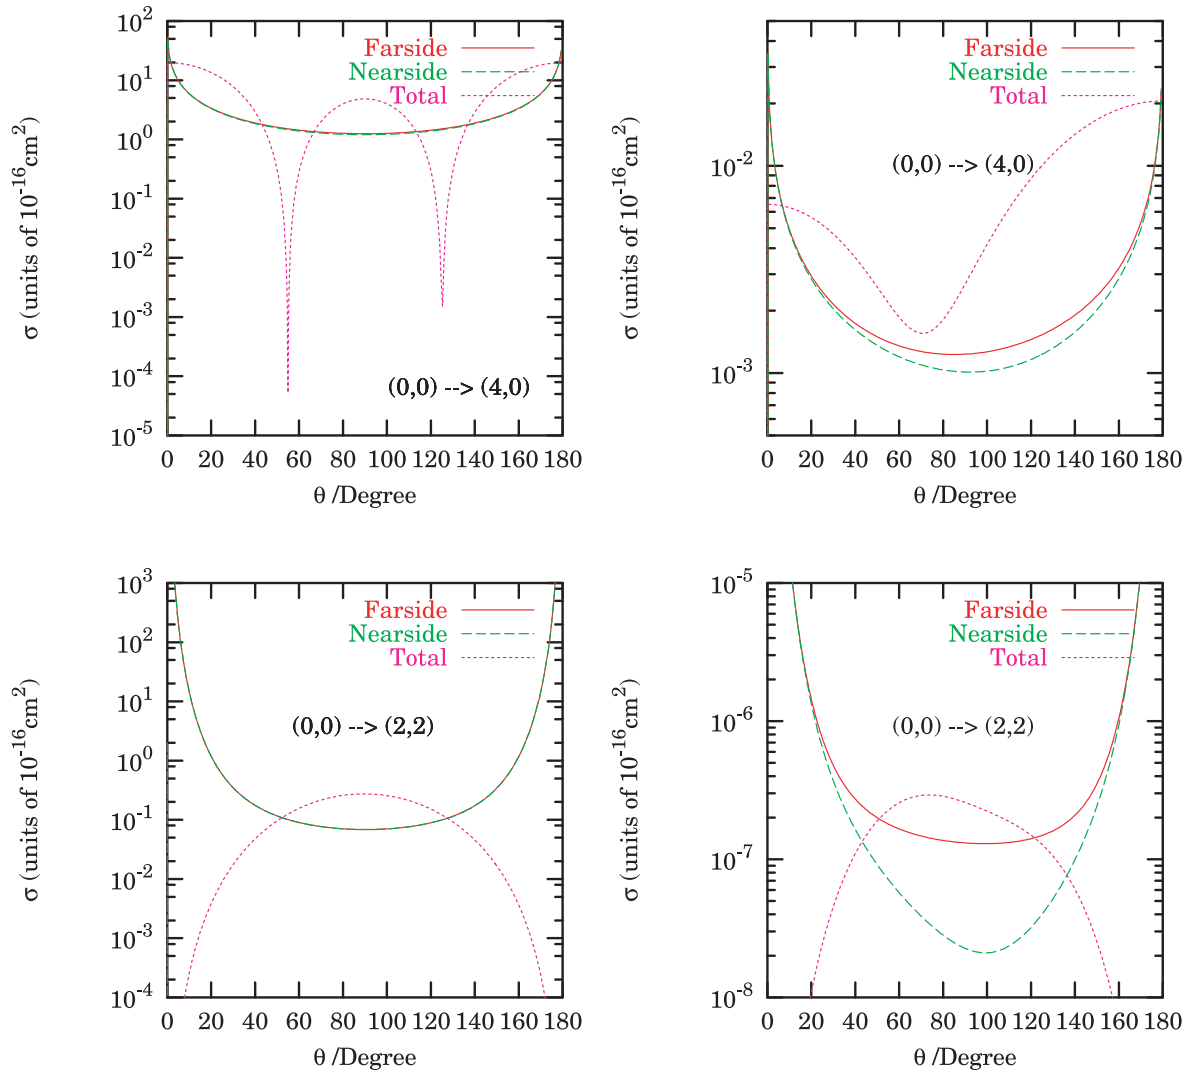 10^2
10^1
10^0
10^-1
10^-2
10^-3
10^-4
10^-5
σ (units of 10^-16cm^2)
Farside
Nearside
Total
(0,0) --> (4,0)
0 20 40 60 80 100 120 140 160 180
θ /Degree
10^-2
10^-3
σ (units of 10^-16cm^2)
Farside
Nearside
Total
(0,0) --> (4,0)
0 20 40 60 80 100 120 140 160 180
θ /Degree
10^3
10^2
10^1
10^0
10^-1
10^-2
10^-3
10^-4
σ (units of 10^-16cm^2)
Farside
Nearside
Total
(0,0) --> (2,2)
0 20 40 60 80 100 120 140 160 180
θ /Degree
10^-5
10^-6
10^-7
10^-8
σ (units of 10^-16cm^2)
Farside
Nearside
Total
(0,0) --> (2,2)
0 20 40 60 80 100 120 140 160 180
θ /Degree